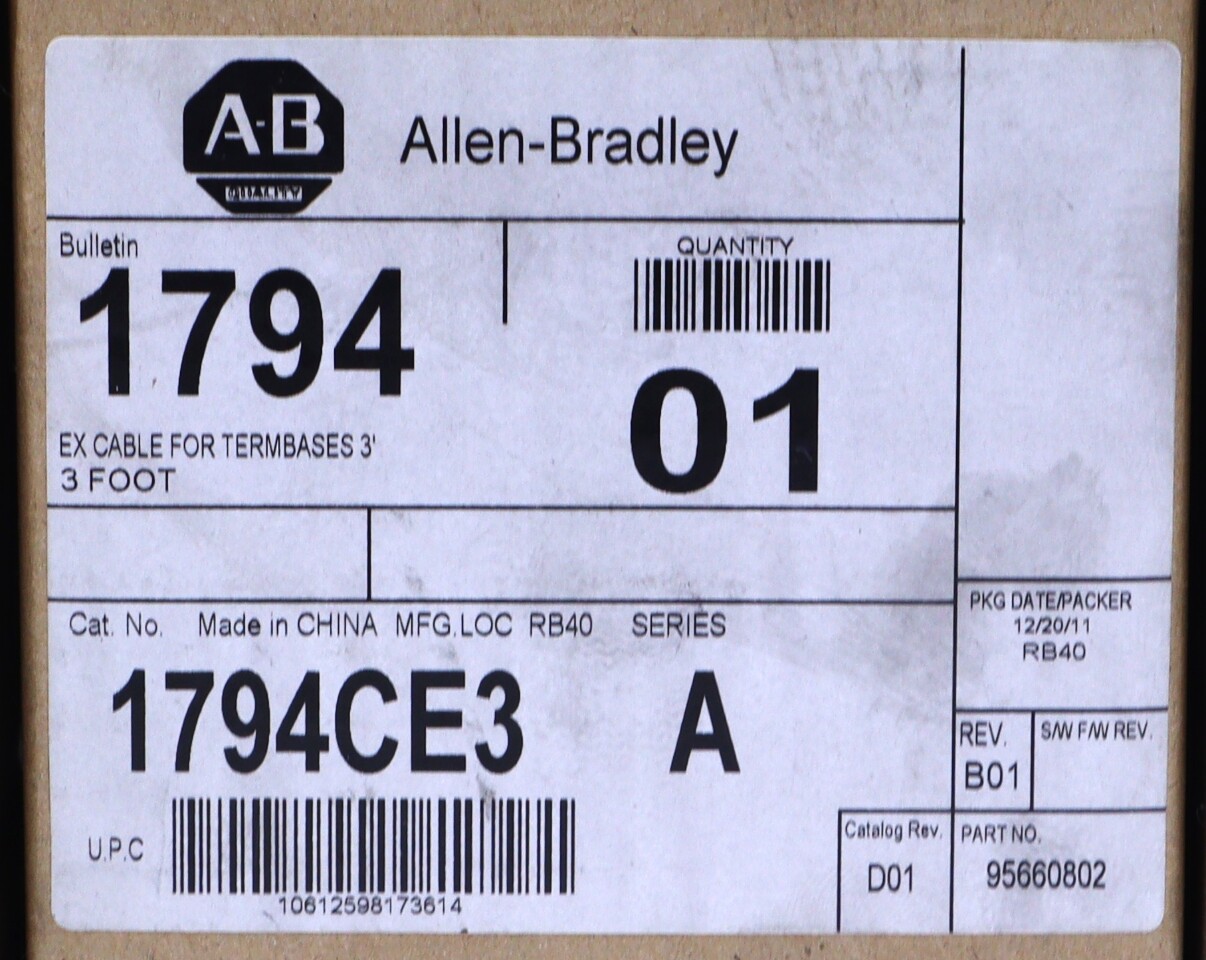 A-B
QUALITY
Allen-Bradley
Bulletin
1794
EX CABLE FOR TERMBASES 3'
3 FOOT
QUANTITY
01
Cat. No. Made in CHINA MFG.LOC RB40 SERIES
1794CE3 A
U.P.C
10612598173614
PKG DATE/PACKER
12/20/11
RB40
REV.
B01
S/W F/W REV.
Catalog Rev.
D01
PART NO.
95660802